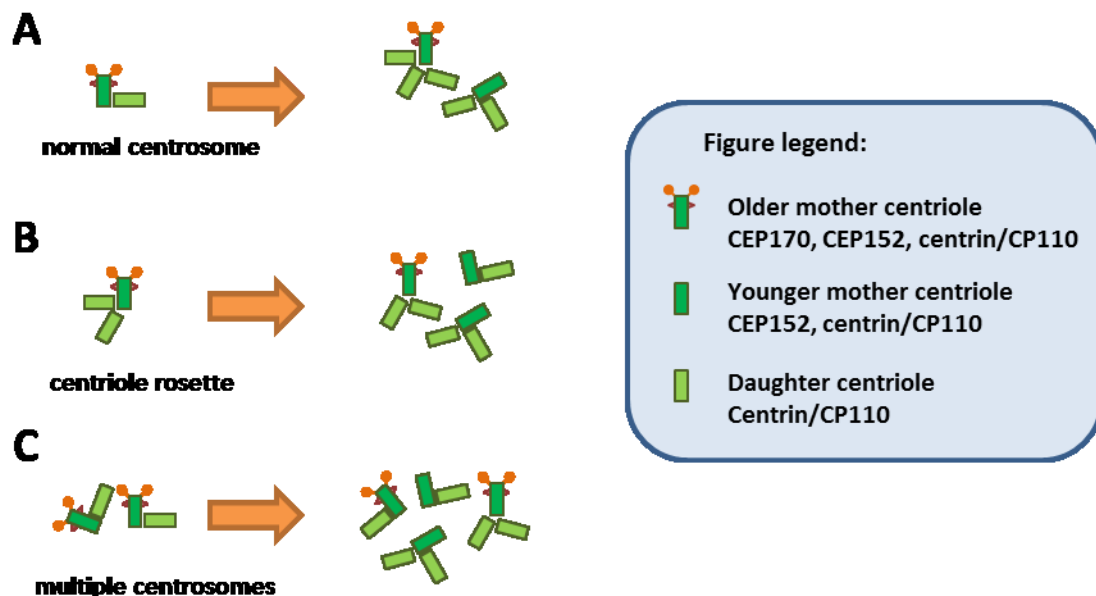 A
normal centrosome
B
centriole rosette
C
multiple centrosomes
Figure legend:
Older mother centriole
CEP170, CEP152, centrin/CP110
Younger mother centriole
CEP152, centrin/CP110
Daughter centriole
Centrin/CP110